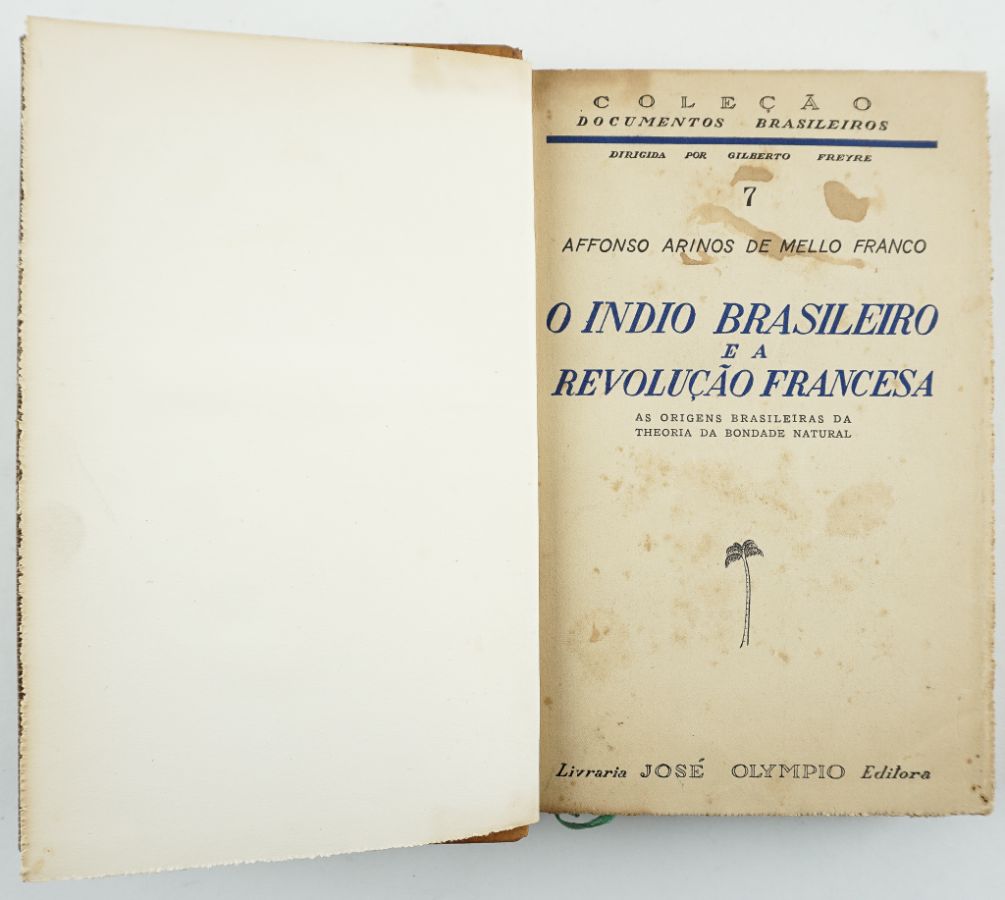 COLEÇÃO
DOCUMENTOS BRASILEIROS
DIRIGIDA POR GILBERTO FREYRE
7
AFFONSO ARINOS DE MELLO FRANCO
O INDIO BRASILEIRO
E A
REVOLUÇÃO FRANCESA
AS ORIGENS BRASILEIRAS DA
THEORIA DA BONDADE NATURAL
Livraria JOSÉ OLYMPIO Editora